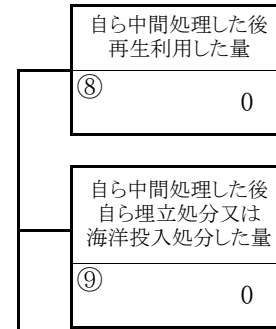 自ら中間処理した後
再生利用した量
⑧
0
自ら中間処理した後
自ら埋立処分又は
海洋投入処分した量
⑨
0